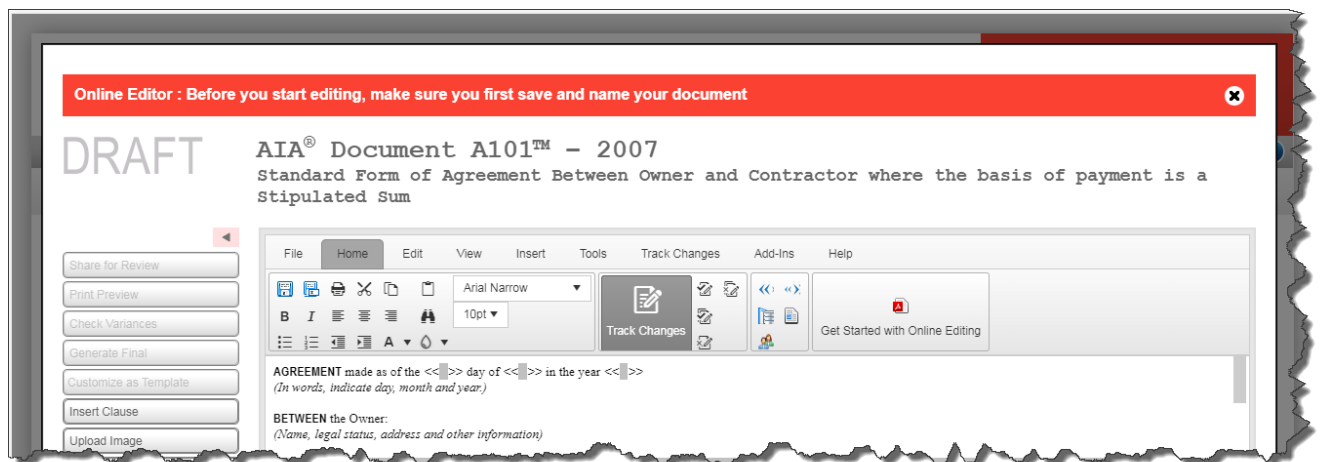 Online Editor : Before you start editing, make sure you first save and name your document
DRAFT
AIA® Document A101™ – 2007
Standard Form of Agreement Between Owner and Contractor where the basis of payment is a
Stipulated Sum
Share for Review
Print Preview
Check Variances
Generate Final
Customize as Template
Insert Clause
Upload Image
File Home Edit View Insert Tools Track Changes Add-Ins Help
Arial Narrow
B I 10pt
Track Changes
Get Started with Online Editing
A
AGREEMENT made as of the << >> day of << >> in the year << >>
(In words, indicate day, month and year.)
BETWEEN the Owner:
(Name, legal status, address and other information)